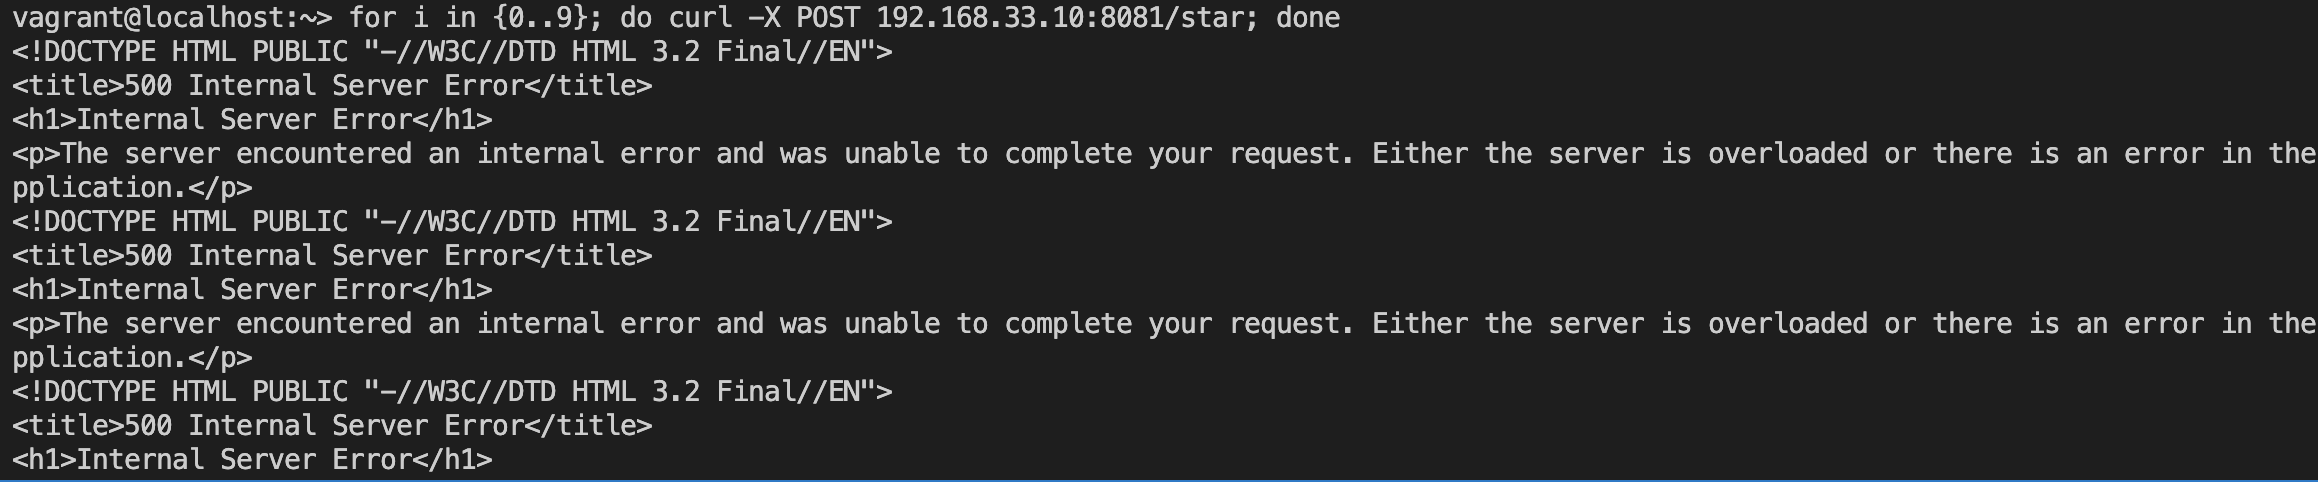 vagrant@localhost:~> for i in {0..9}; do curl -X POST 192.168.33.10:8081/star; done
<!DOCTYPE HTML PUBLIC "-//W3C//DTD HTML 3.2 Final//EN">
<title>500 Internal Server Error</title>
<h1>Internal Server Error</h1>
<p>The server encountered an internal error and was unable to complete your request. Either the server is overloaded or there is an error in the
pplication.</p>
<!DOCTYPE HTML PUBLIC "-//W3C//DTD HTML 3.2 Final//EN">
<title>500 Internal Server Error</title>
<h1>Internal Server Error</h1>
<p>The server encountered an internal error and was unable to complete your request. Either the server is overloaded or there is an error in the
pplication.</p>
<!DOCTYPE HTML PUBLIC "-//W3C//DTD HTML 3.2 Final//EN">
<title>500 Internal Server Error</title>
<h1>Internal Server Error</h1>